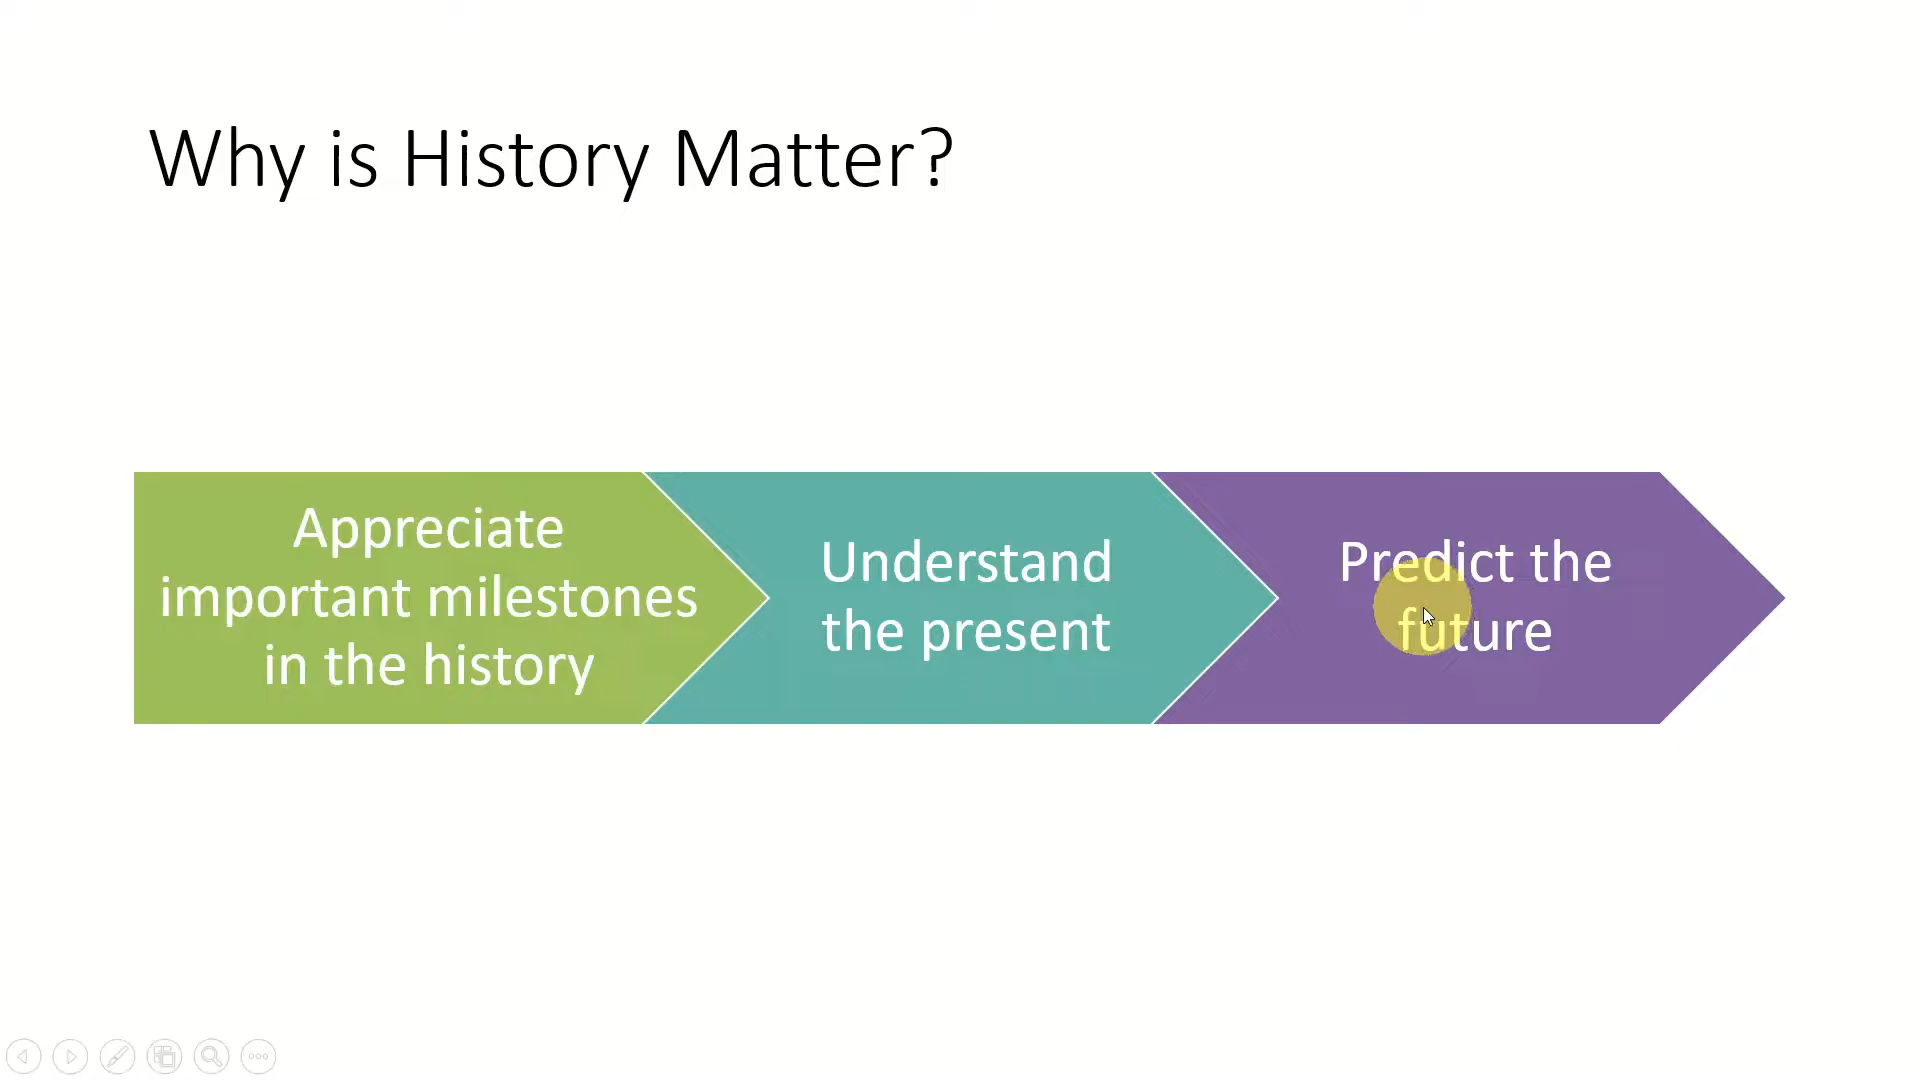 Why is History Matter?
Appreciate
important milestones
in the history
Understand
the present
Predict the
future